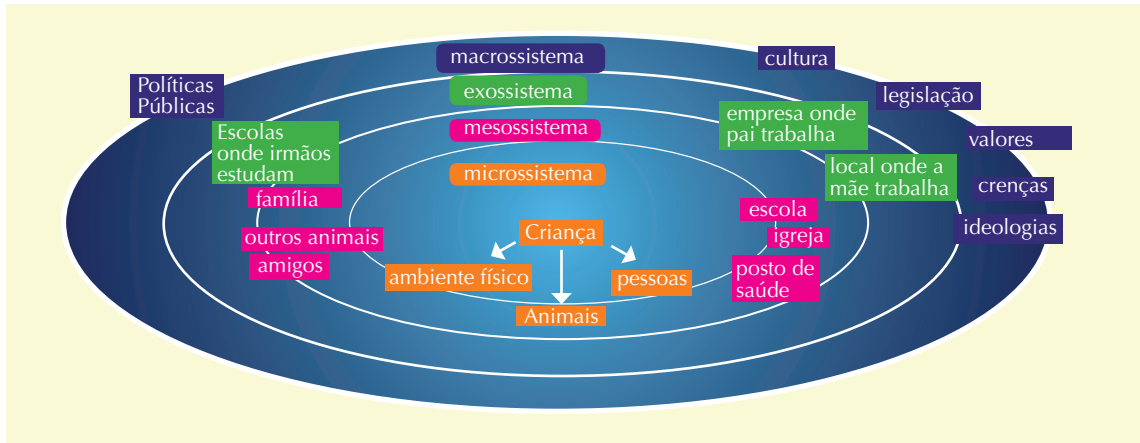 macrossistema
cultura
Políticas
Públicas
exossistema
legislação
empresa onde
pai trabalha
Escolas
onde irmãos
estudam
mesossistema
valores
microssistema
local onde a
mãe trabalha
crenças
família
escola
ideologias
outros animais
Criança
igreja
amigos
ambiente físico
pessoas
posto de
saúde
Animais